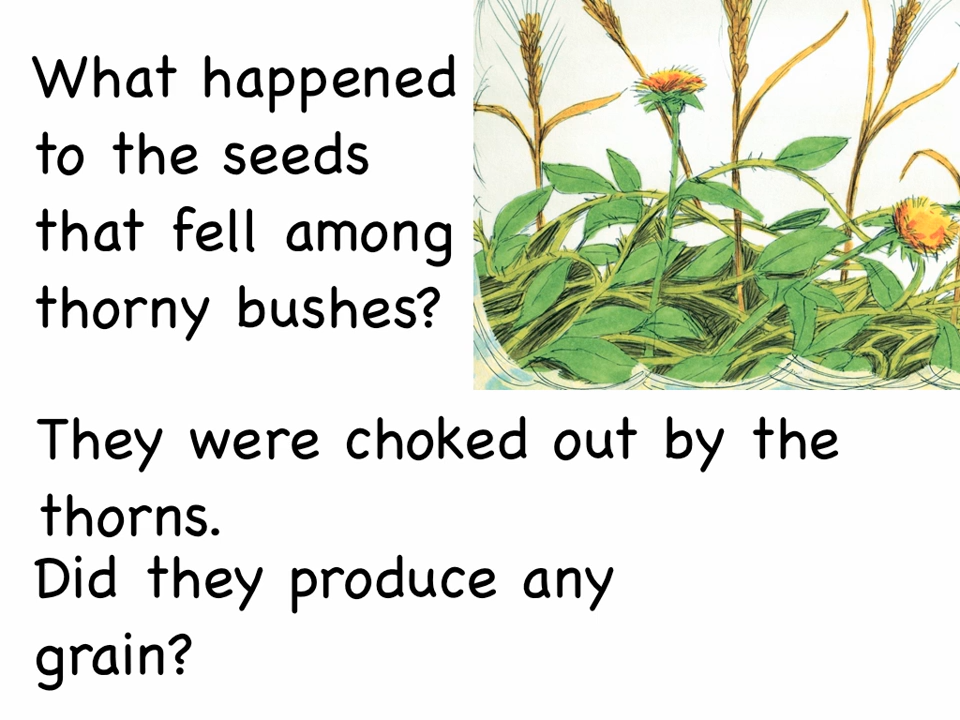 What happened
to the seeds
that fell among
thorny bushes?
They were choked out by the
thorns.
Did they produce any
grain?